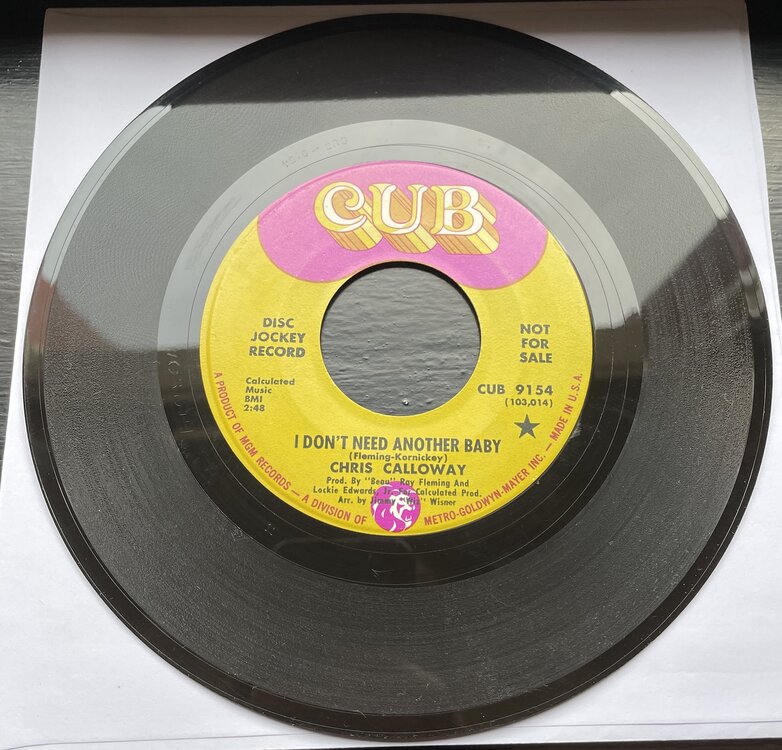 CUB
DISC
JOCKEY
RECORD
NOT
FOR
SALE
Calculated
Music
BMI
2:48
CUB 9154
(103,014)
I DON'T NEED ANOTHER BABY
(Fleming-Kornickey)
CHRIS CALLOWAY
Prod. By "Beau" Ray Fleming And
Lockie Edwards, Jr. For Calculated Prod.
Arr. by Jimmy "Wiz" Wisner
A PRODUCT OF MGM RECORDS — A DIVISION OF METRO-GOLDWYN-MAYER INC. — MADE IN U.S.A.